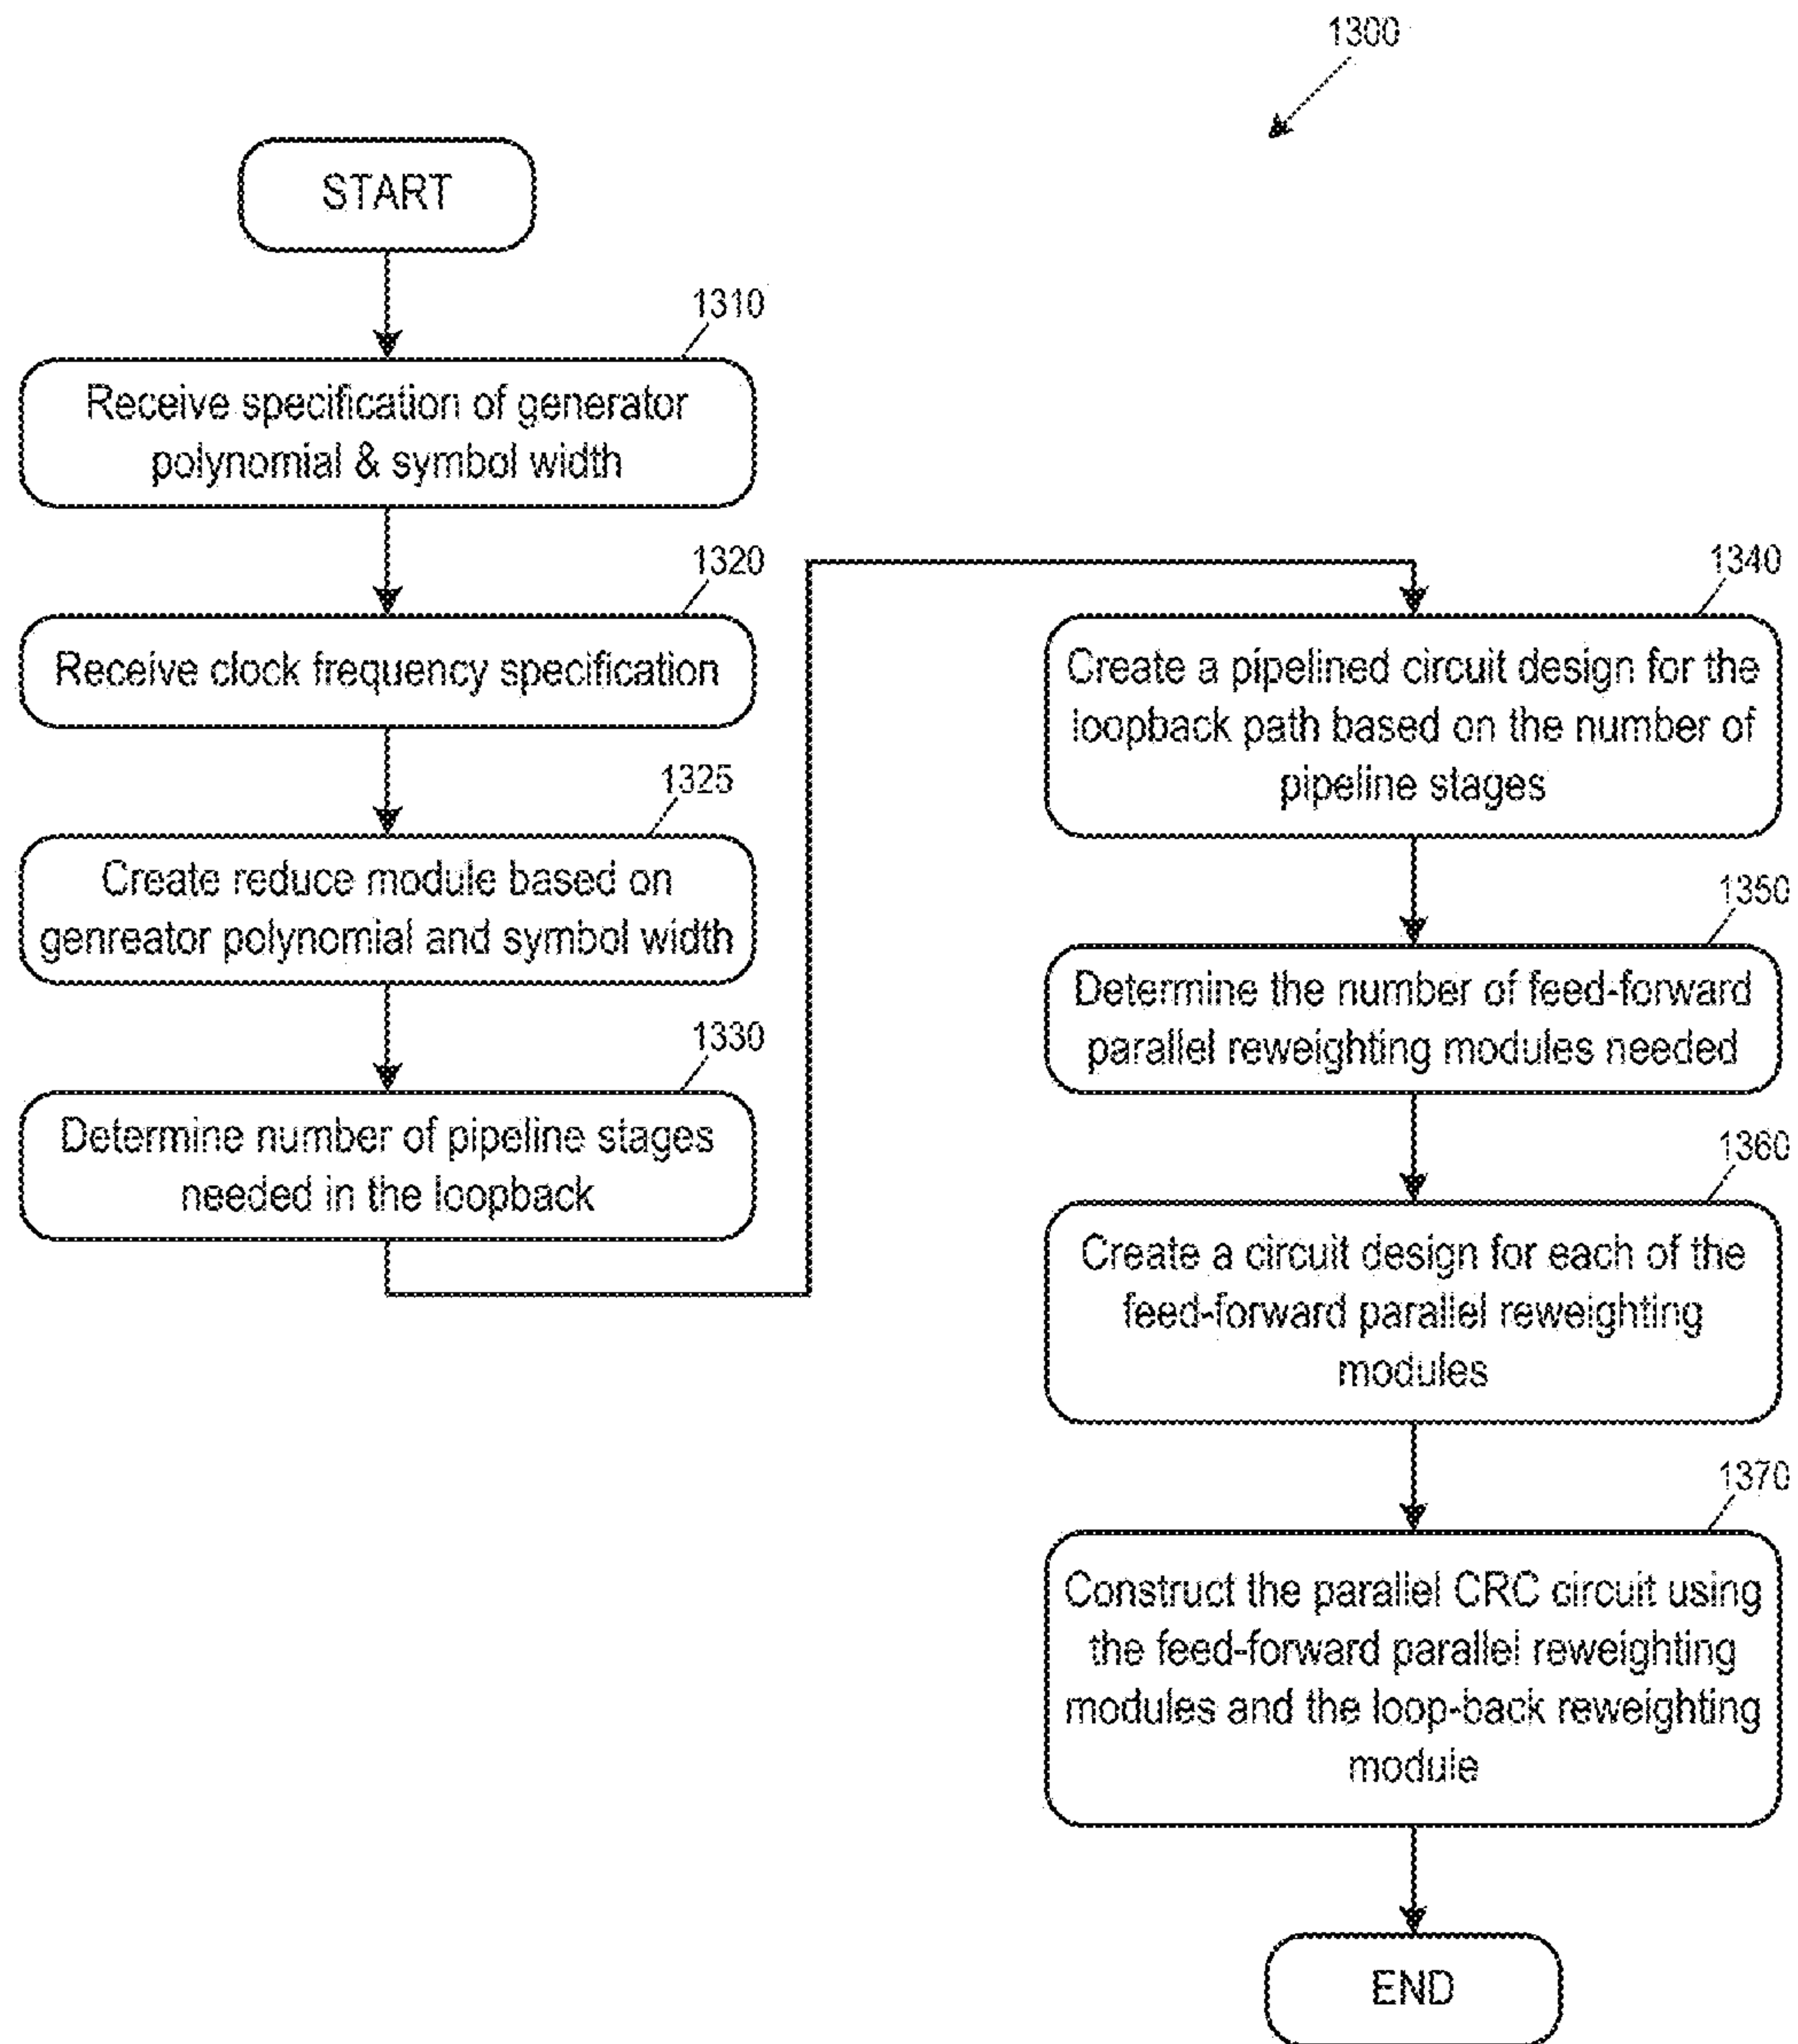 1300
START
1310
Receive specification of generator
polynomial & symbol width
1320
Receive clock frequency specification
1325
Create reduce module based on
genreator polynomial and symbol width
1330
Determine number of pipeline stages
needed in the loopback
1340
Create a pipelined circuit design for the
loopback path based on the number of
pipeline stages
1350
Determine the number of feed-forward
parallel reweighting modules needed
1360
Create a circuit design for each of the
feed-forward parallel reweighting
modules
1370
Construct the parallel CRC circuit using
the feed-forward parallel reweighting
modules and the loop-back reweighting
module
END